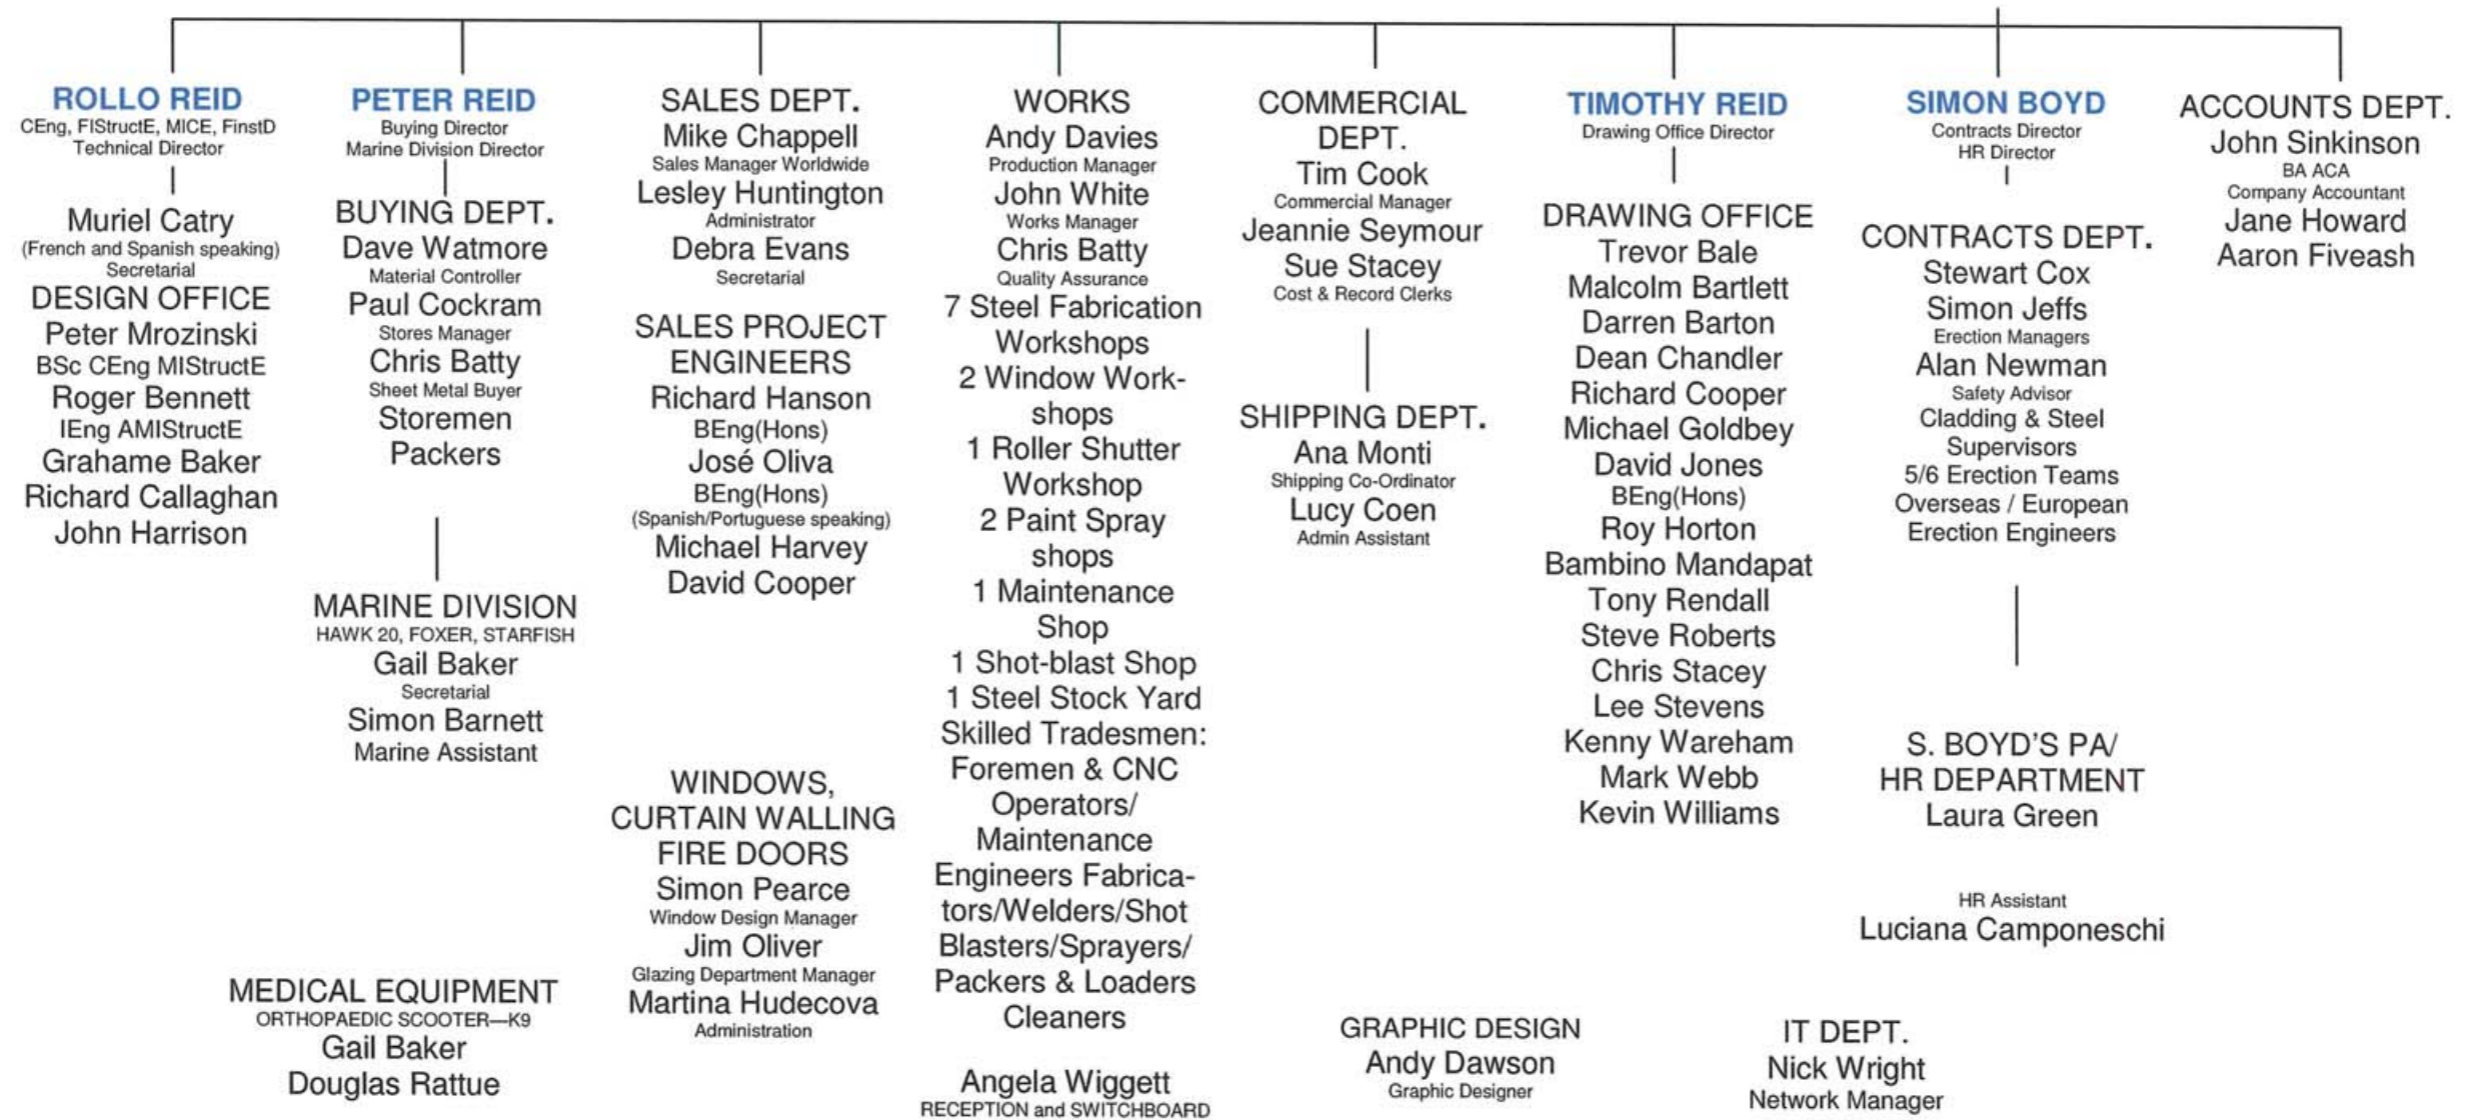 ROLLO REID
CEng, FIStructE, MICE, FinstD
Technical Director
Muriel Catry
(French and Spanish speaking)
Secretarial
DESIGN OFFICE
Peter Mrozinski
BSc CEng MIStructE
Roger Bennett
IEng AMIStructE
Grahame Baker
Richard Callaghan
John Harrison
PETER REID
Buying Director
Marine Division Director
BUYING DEPT.
Dave Watmore
Material Controller
Paul Cockram
Stores Manager
Chris Batty
Sheet Metal Buyer
Storemen
Packers
MARINE DIVISION
HAWK 20, FOXER, STARFISH
Gail Baker
Secretarial
Simon Barnett
Marine Assistant
MEDICAL EQUIPMENT
ORTHOPAEDIC SCOOTER—K9
Gail Baker
Douglas Rattue
SALES DEPT.
Mike Chappell
Sales Manager Worldwide
Lesley Huntington
Administrator
Debra Evans
Secretarial
SALES PROJECT
ENGINEERS
Richard Hanson
BEng(Hons)
José Oliva
BEng(Hons)
(Spanish/Portuguese speaking)
Michael Harvey
David Cooper
WINDOWS,
CURTAIN WALLING
FIRE DOORS
Simon Pearce
Window Design Manager
Jim Oliver
Glazing Department Manager
Martina Hudecova
Administration
WORKS
Andy Davies
Production Manager
John White
Works Manager
Chris Batty
Quality Assurance
7 Steel Fabrication
Workshops
2 Window Work-
shops
1 Roller Shutter
Workshop
2 Paint Spray
shops
1 Maintenance
Shop
1 Shot-blast Shop
1 Steel Stock Yard
Skilled Tradesmen:
Foremen & CNC
Operators/
Maintenance
Engineers Fabrica-
tors/Welders/Shot
Blasters/Sprayers/
Packers & Loaders
Cleaners
Angela Wiggett
RECEPTION and SWITCHBOARD
COMMERCIAL
DEPT.
Tim Cook
Commercial Manager
Jeannie Seymour
Sue Stacey
Cost & Record Clerks
SHIPPING DEPT.
Ana Monti
Shipping Co-Ordinator
Lucy Coen
Admin Assistant
GRAPHIC DESIGN
Andy Dawson
Graphic Designer
TIMOTHY REID
Drawing Office Director
DRAWING OFFICE
Trevor Bale
Malcolm Bartlett
Darren Barton
Dean Chandler
Richard Cooper
Michael Goldbey
David Jones
BEng(Hons)
Roy Horton
Bambino Mandapat
Tony Rendall
Steve Roberts
Chris Stacey
Lee Stevens
Kenny Wareham
Mark Webb
Kevin Williams
SIMON BOYD
Contracts Director
HR Director
CONTRACTS DEPT.
Stewart Cox
Simon Jeffs
Erection Managers
Alan Newman
Safety Advisor
Cladding & Steel
Supervisors
5/6 Erection Teams
Overseas / European
Erection Engineers
S. BOYD'S PA/
HR DEPARTMENT
Laura Green
HR Assistant
Luciana Camponeschi
IT DEPT.
Nick Wright
Network Manager
ACCOUNTS DEPT.
John Sinkinson
BA ACA
Company Accountant
Jane Howard
Aaron Fiveash